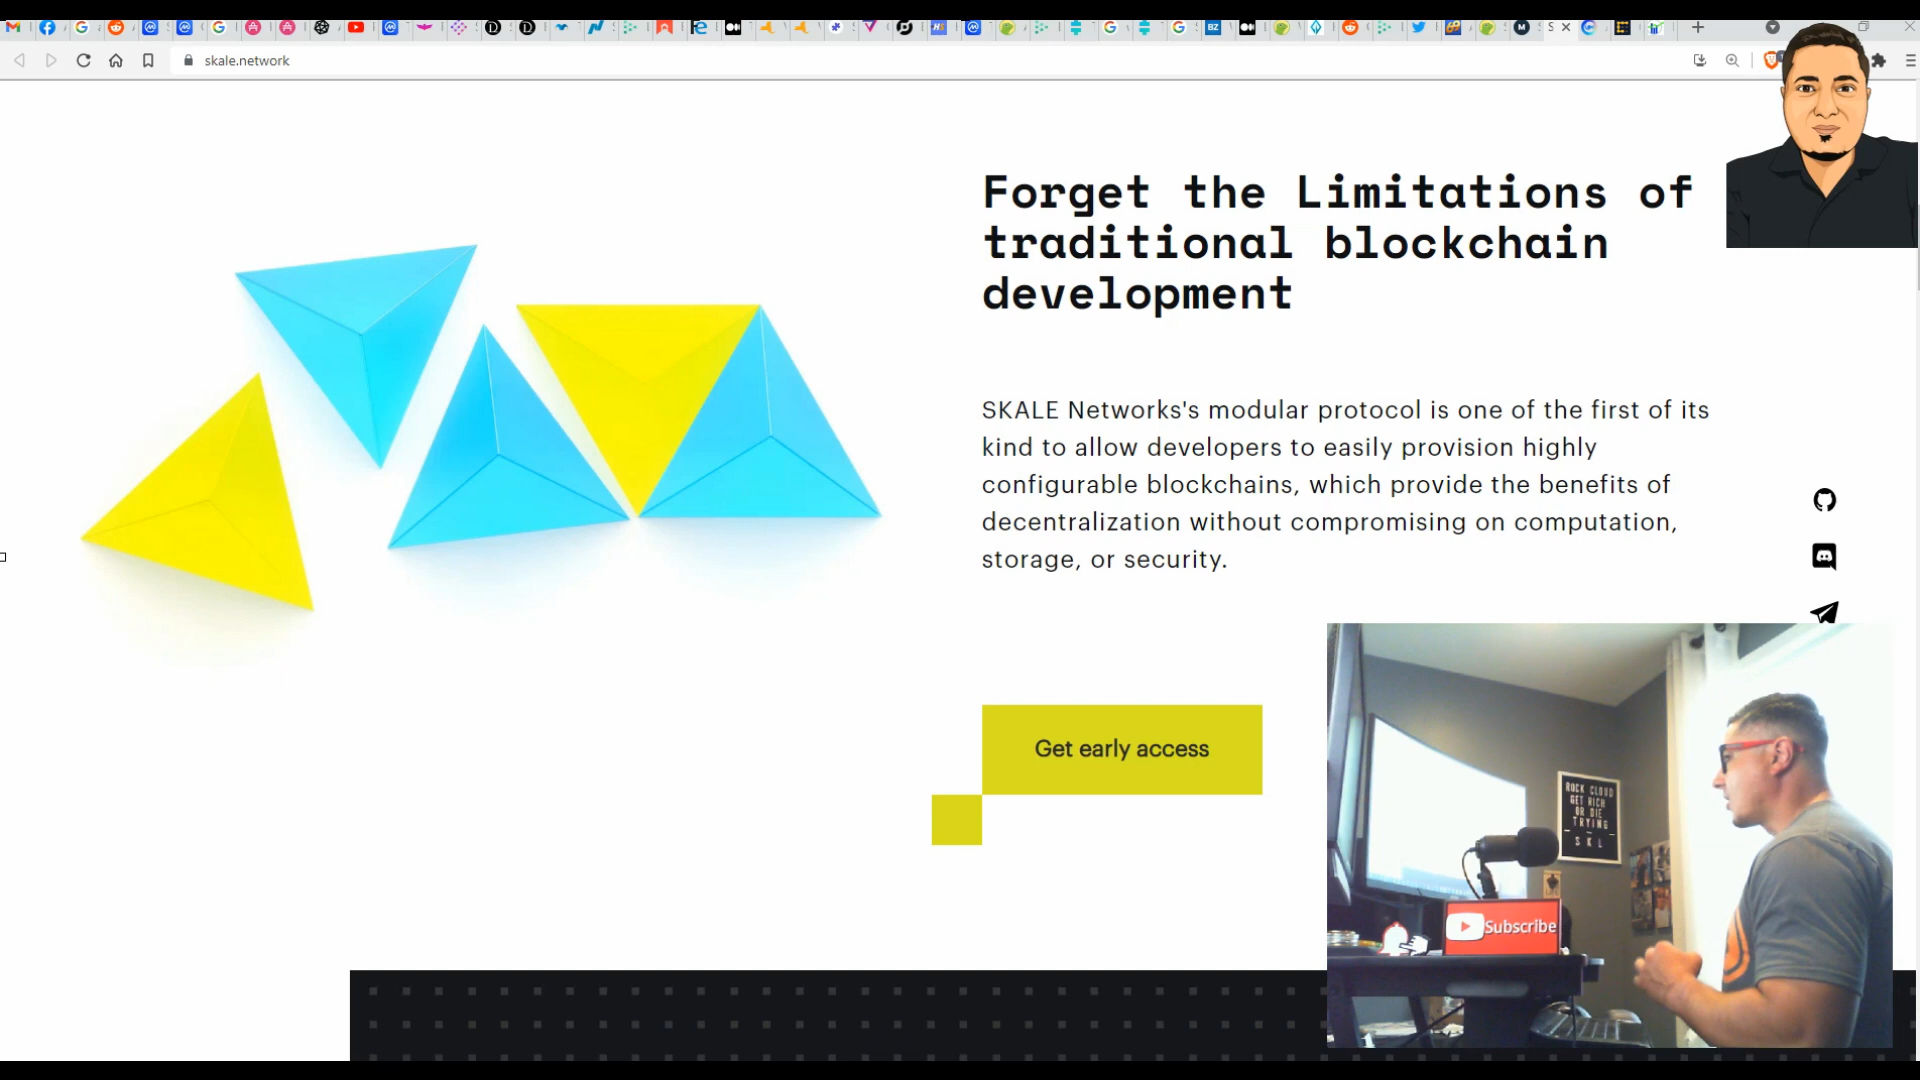 skale.network
Forget the Limitations of
traditional blockchain
development
SKALE Networks's modular protocol is one of the first of its
kind to allow developers to easily provision highly
configurable blockchains, which provide the benefits of
decentralization without compromising on computation,
storage, or security.
Get early access
ROCK CLOUD
GET RICH
OR DIE
TRYING
SKL
Subscribe